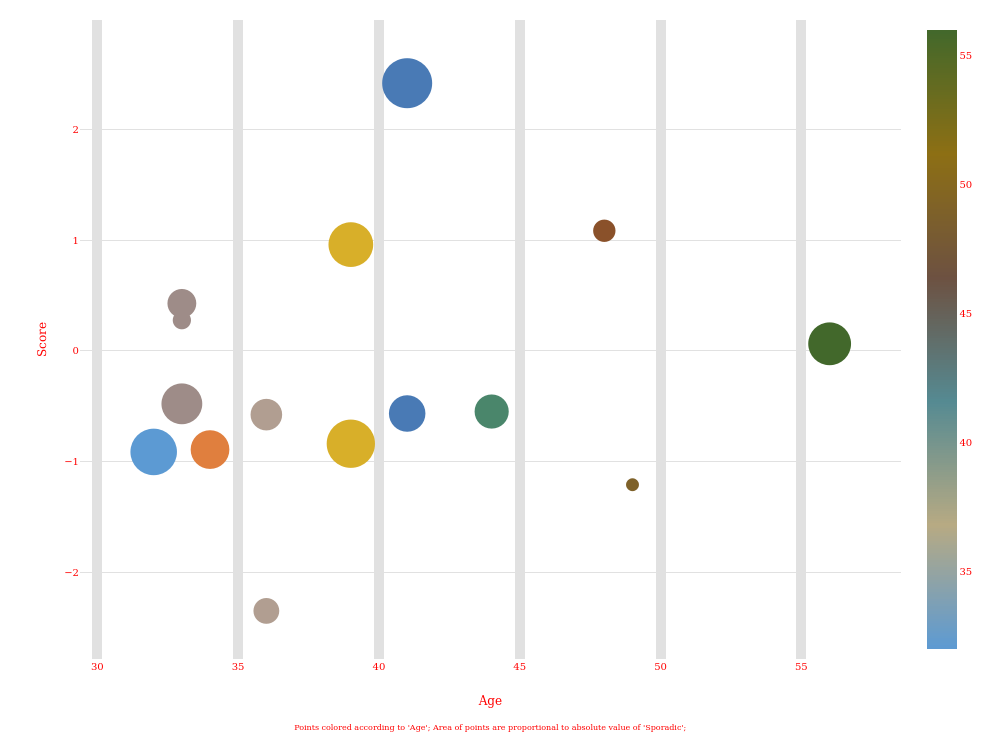 2
1
0
−1
−2
Score
30 35 40 45 50 55
Age
55
50
45
40
35
Points colored according to 'Age'; Area of points are proportional to absolute value of 'Sporadic';